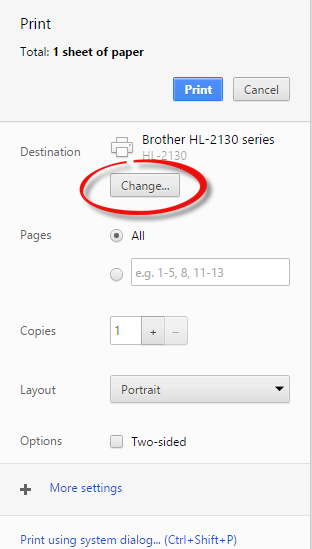 Print
Total: 1 sheet of paper
Print Cancel
Destination Brother HL-2130 series
HL-2130
Change...
Pages All
e.g. 1-5, 8, 11-13
Copies 1 + −
Layout Portrait
Options Two-sided
+ More settings
Print using system dialog... (Ctrl+Shift+P)